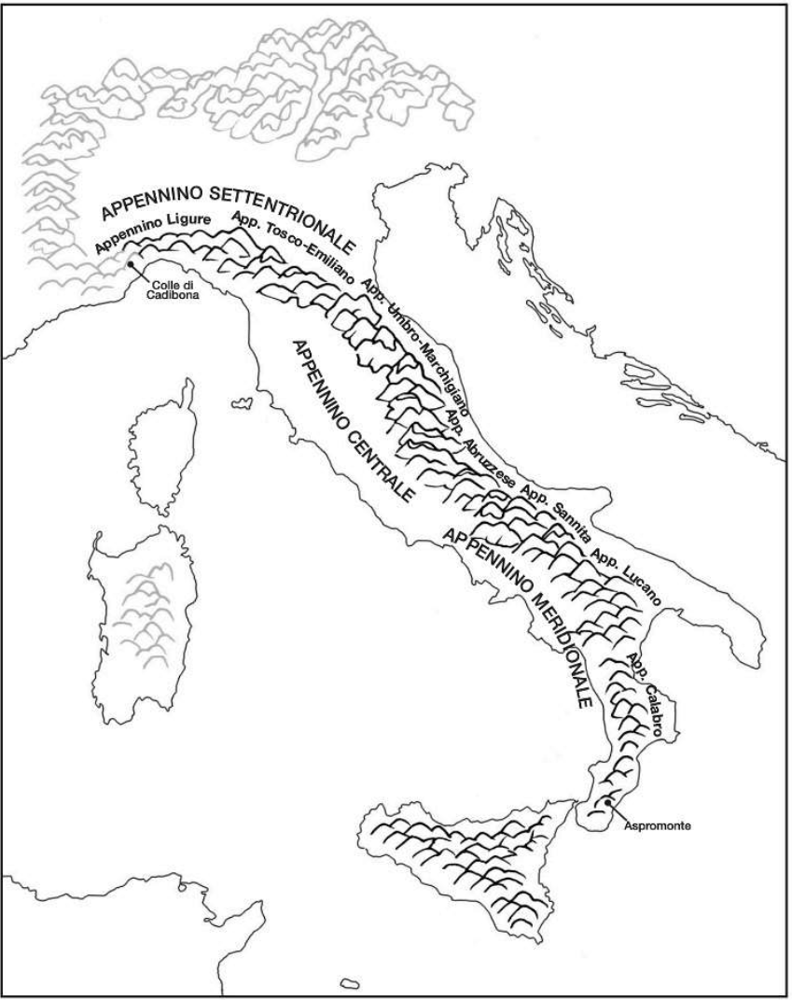 APPENNINO SETTENTRIONALE
Appennino Ligure
App. Tosco-Emiliano
Colle di
Cadibona
App. Umbro-Marchigiano
APPENNINO CENTRALE
App. Abruzzese
App. Sannita
APPENNINO MERIDIONALE
App. Lucano
App. Calabro
Aspromonte